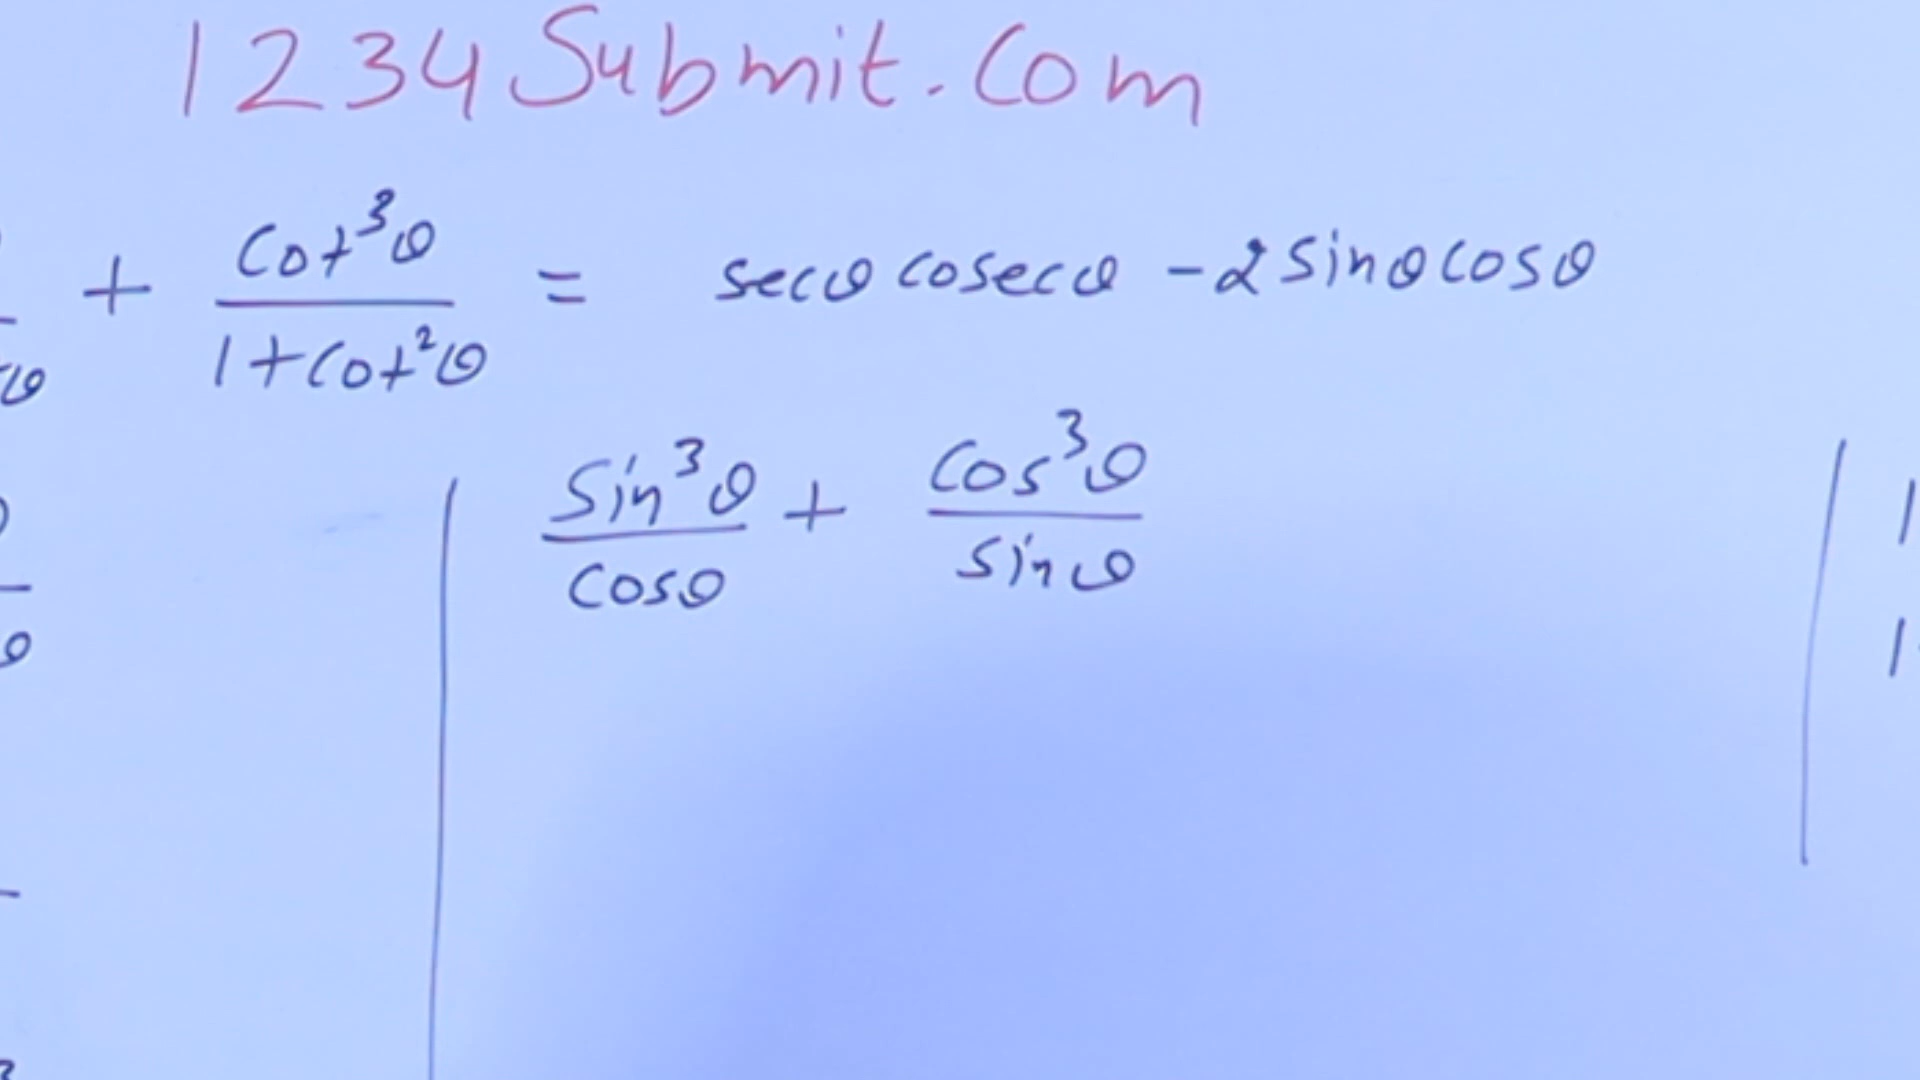 1234Submit.Com
+ Cot³θ / 1+Cot²θ = secθ cosecθ -2sinθcosθ
Sin³θ / cosθ + Cos³θ / sinθ